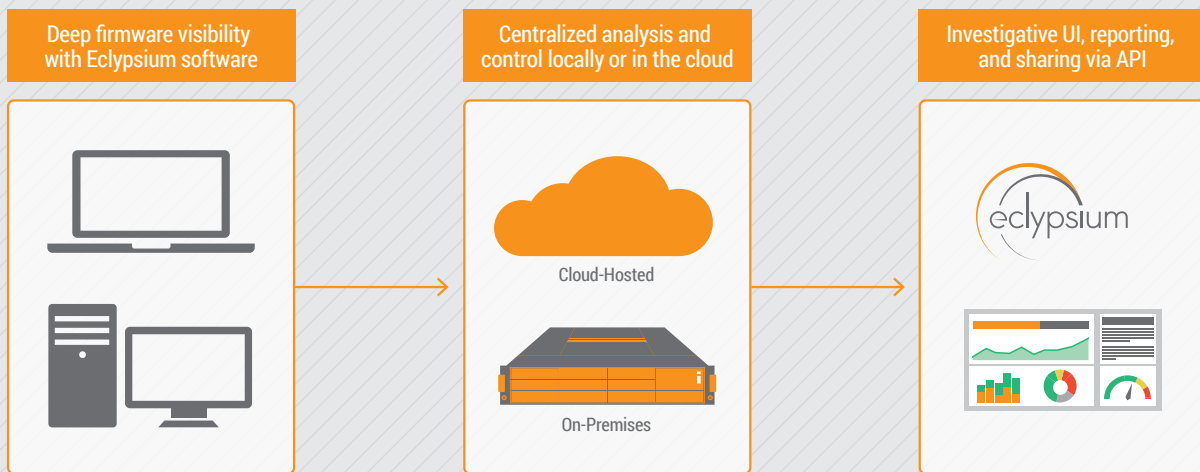 Deep firmware visibility
with Eclypsium software
Centralized analysis and
control locally or in the cloud
Investigative UI, reporting,
and sharing via API
Cloud-Hosted
On-Premises
eclypsium